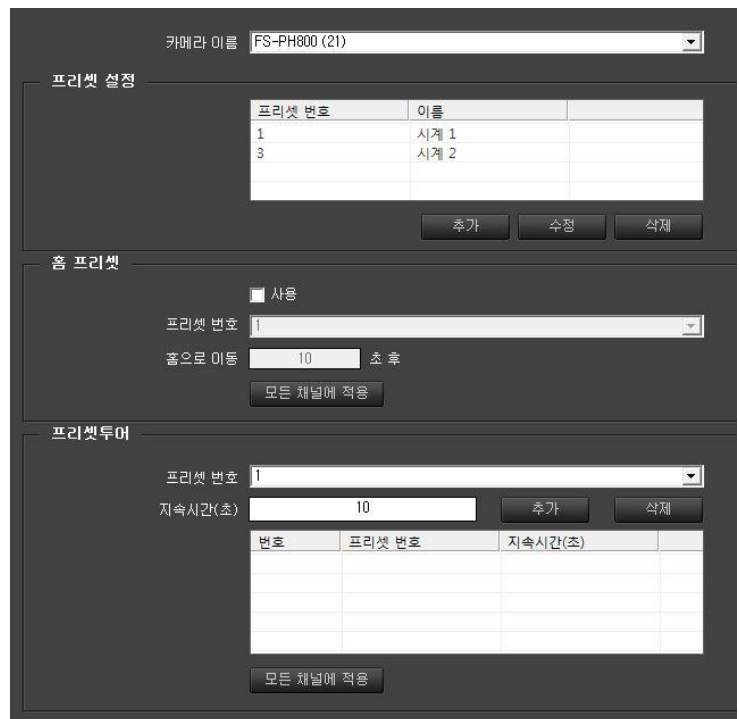 카메라 이름 FS-PH800 (21)
프리셋 설정
프리셋 번호 이름
1 시계 1
3 시계 2
추가 수정 삭제
홈 프리셋
사용
프리셋 번호 1
홈으로 이동 10 초 후
모든 채널에 적용
프리셋투어
프리셋 번호 1
지속시간(초) 10 추가 삭제
번호 프리셋 번호 지속시간(초)
모든 채널에 적용